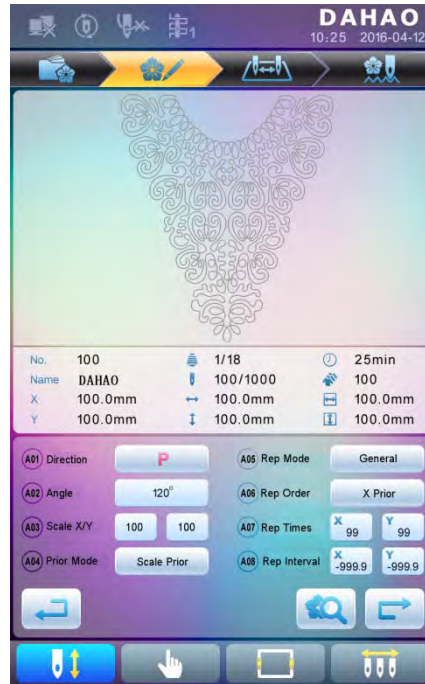 DAHAO
1
10:25 2016-04-12
No. 100 1/18 25min
Name DAHAO 100/1000 100
X 100.0mm 100.0mm 100.0mm
Y 100.0mm 100.0mm 100.0mm
A01 Direction P A05 Rep Mode General
A02 Angle 120° A06 Rep Order X Prior
A03 Scale X/Y 100 100 A07 Rep Times X 99 Y 99
A04 Prior Mode Scale Prior A08 Rep Interval X -999.9 Y -999.9